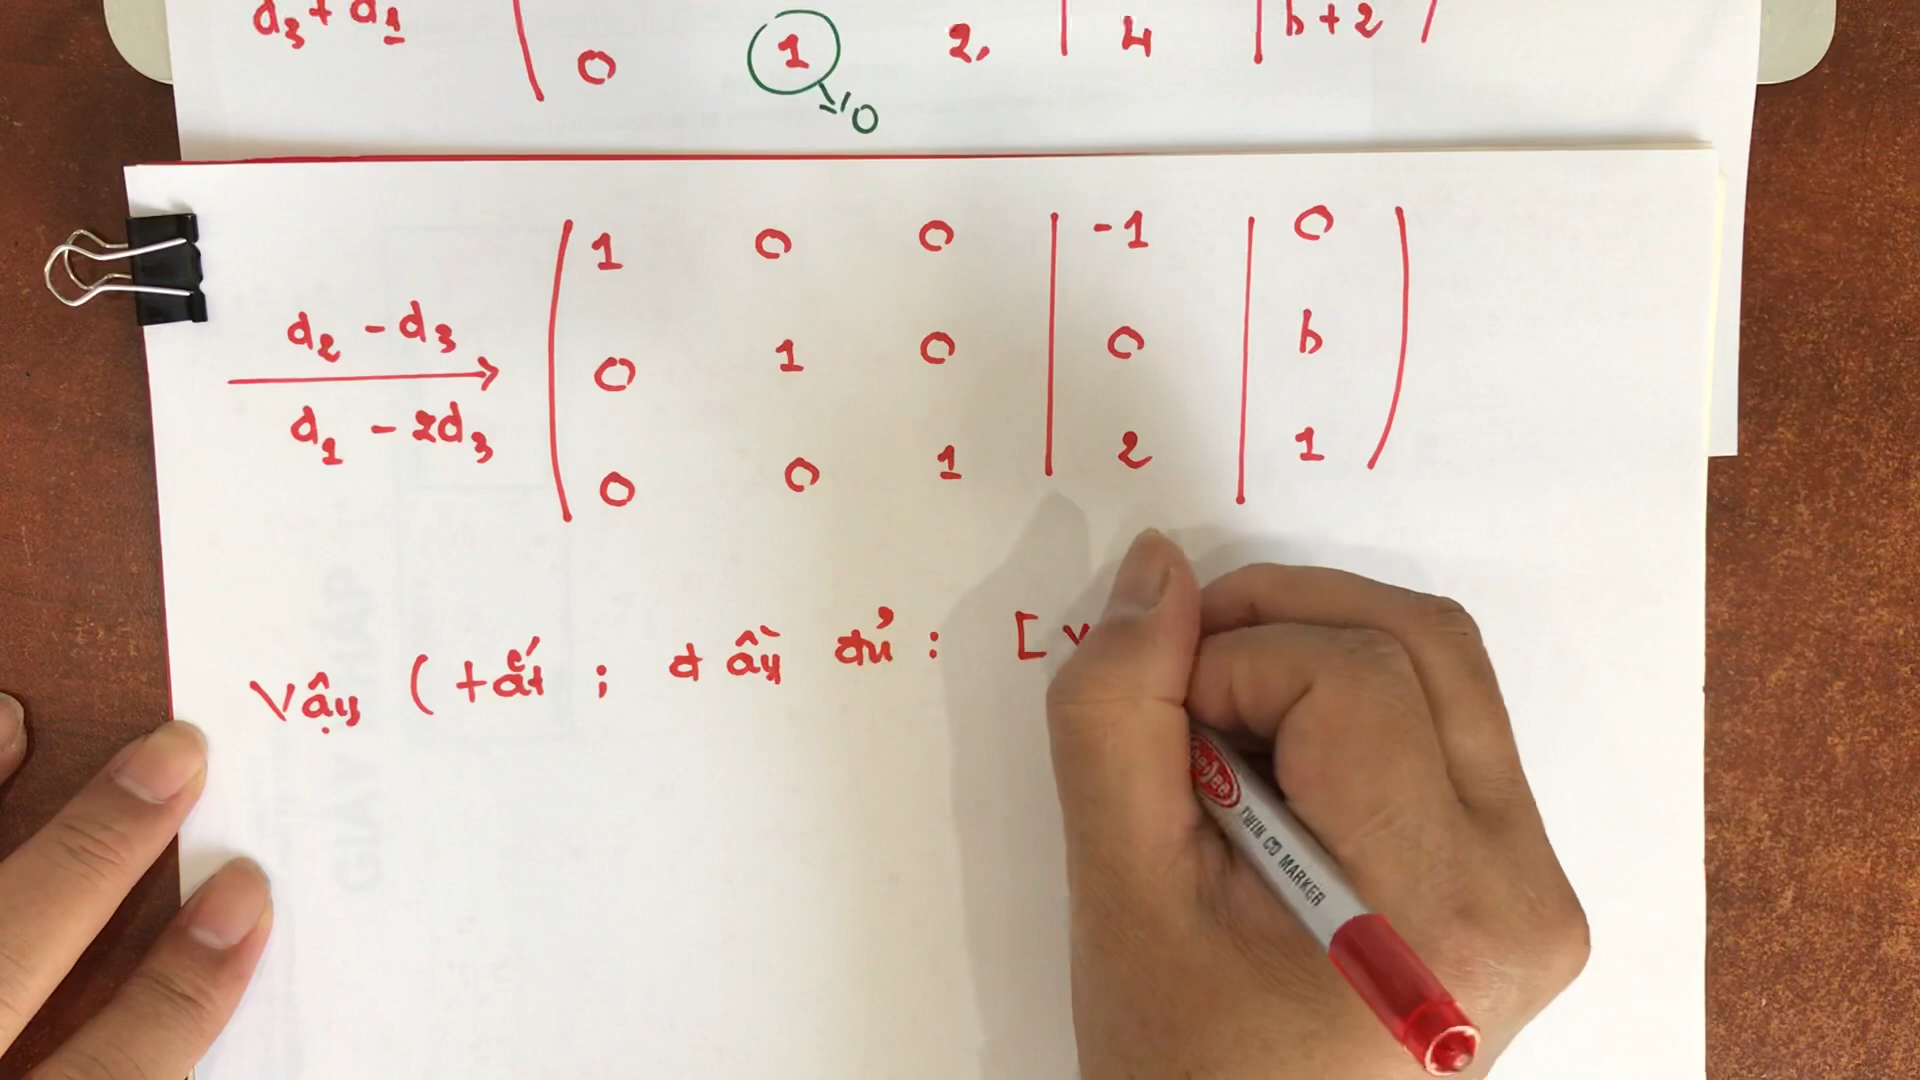 d3 + d1 | 0 1 2 | 4 | b + 2
≠ 0
1 0 0 | -1 | 0
d2 - d3
0 1 0 | 0 | b
d1 - 2d3
0 0 1 | 2 | 1
Vậy ( tất ; đầy đủ : [ v
TWIN CD MARKER